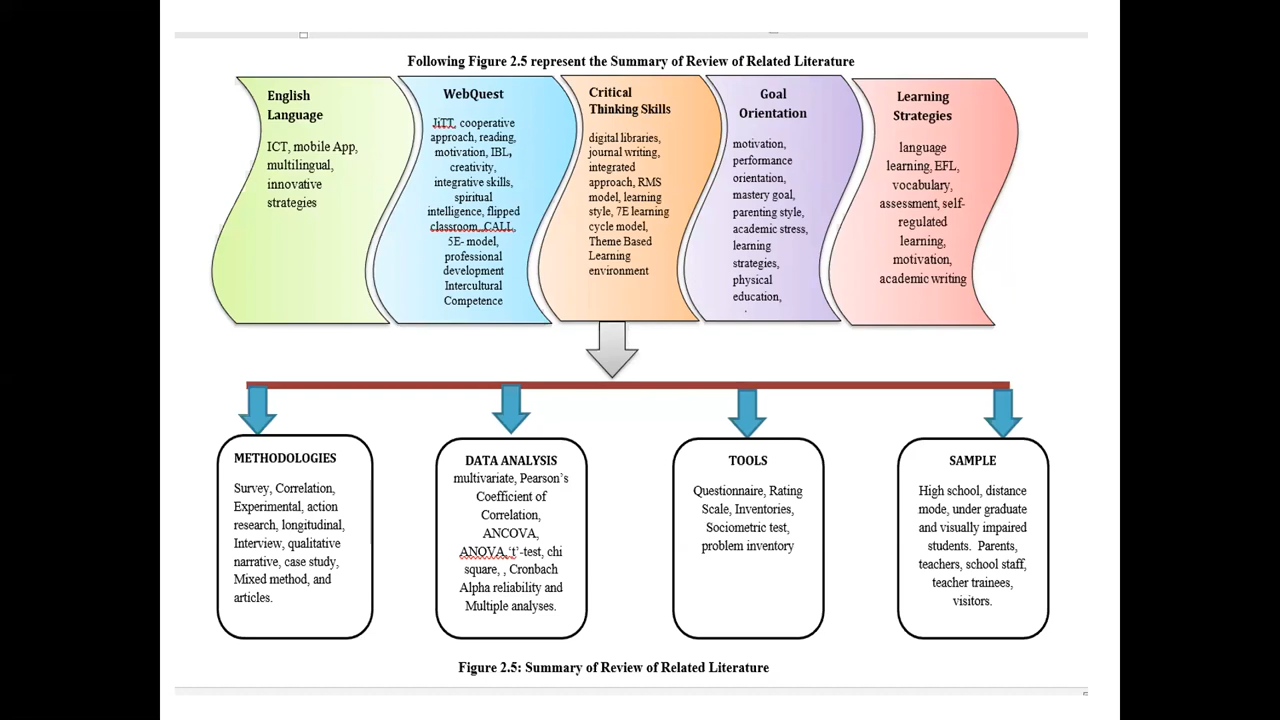 Following Figure 2.5 represent the Summary of Review of Related Literature
English
Language
ICT, mobile App,
multilingual,
innovative
strategies
WebQuest
JiTT, cooperative
approach, reading,
motivation, IBL,
creativity,
integrative skills,
spiritual
intelligence, flipped
classroom, CALL,
5E- model,
professional
development
Intercultural
Competence
Critical
Thinking Skills
digital libraries,
journal writing,
integrated
approach, RMS
model, learning
style, 7E learning
cycle model,
Theme Based
Learning
environment
Goal
Orientation
motivation,
performance
orientation,
mastery goal,
parenting style,
academic stress,
learning
strategies,
physical
education,
.
Learning
Strategies
language
learning, EFL,
vocabulary,
assessment, self-
regulated
learning,
motivation,
academic writing
METHODOLOGIES
Survey, Correlation,
Experimental, action
research, longitudinal,
Interview, qualitative
narrative, case study,
Mixed method, and
articles.
DATA ANALYSIS
multivariate, Pearson’s
Coefficient of
Correlation,
ANCOVA,
ANOVA,‘t’-test, chi
square, , Cronbach
Alpha reliability and
Multiple analyses.
TOOLS
Questionnaire, Rating
Scale, Inventories,
Sociometric test,
problem inventory
SAMPLE
High school, distance
mode, under graduate
and visually impaired
students. Parents,
teachers, school staff,
teacher trainees,
visitors.
Figure 2.5: Summary of Review of Related Literature